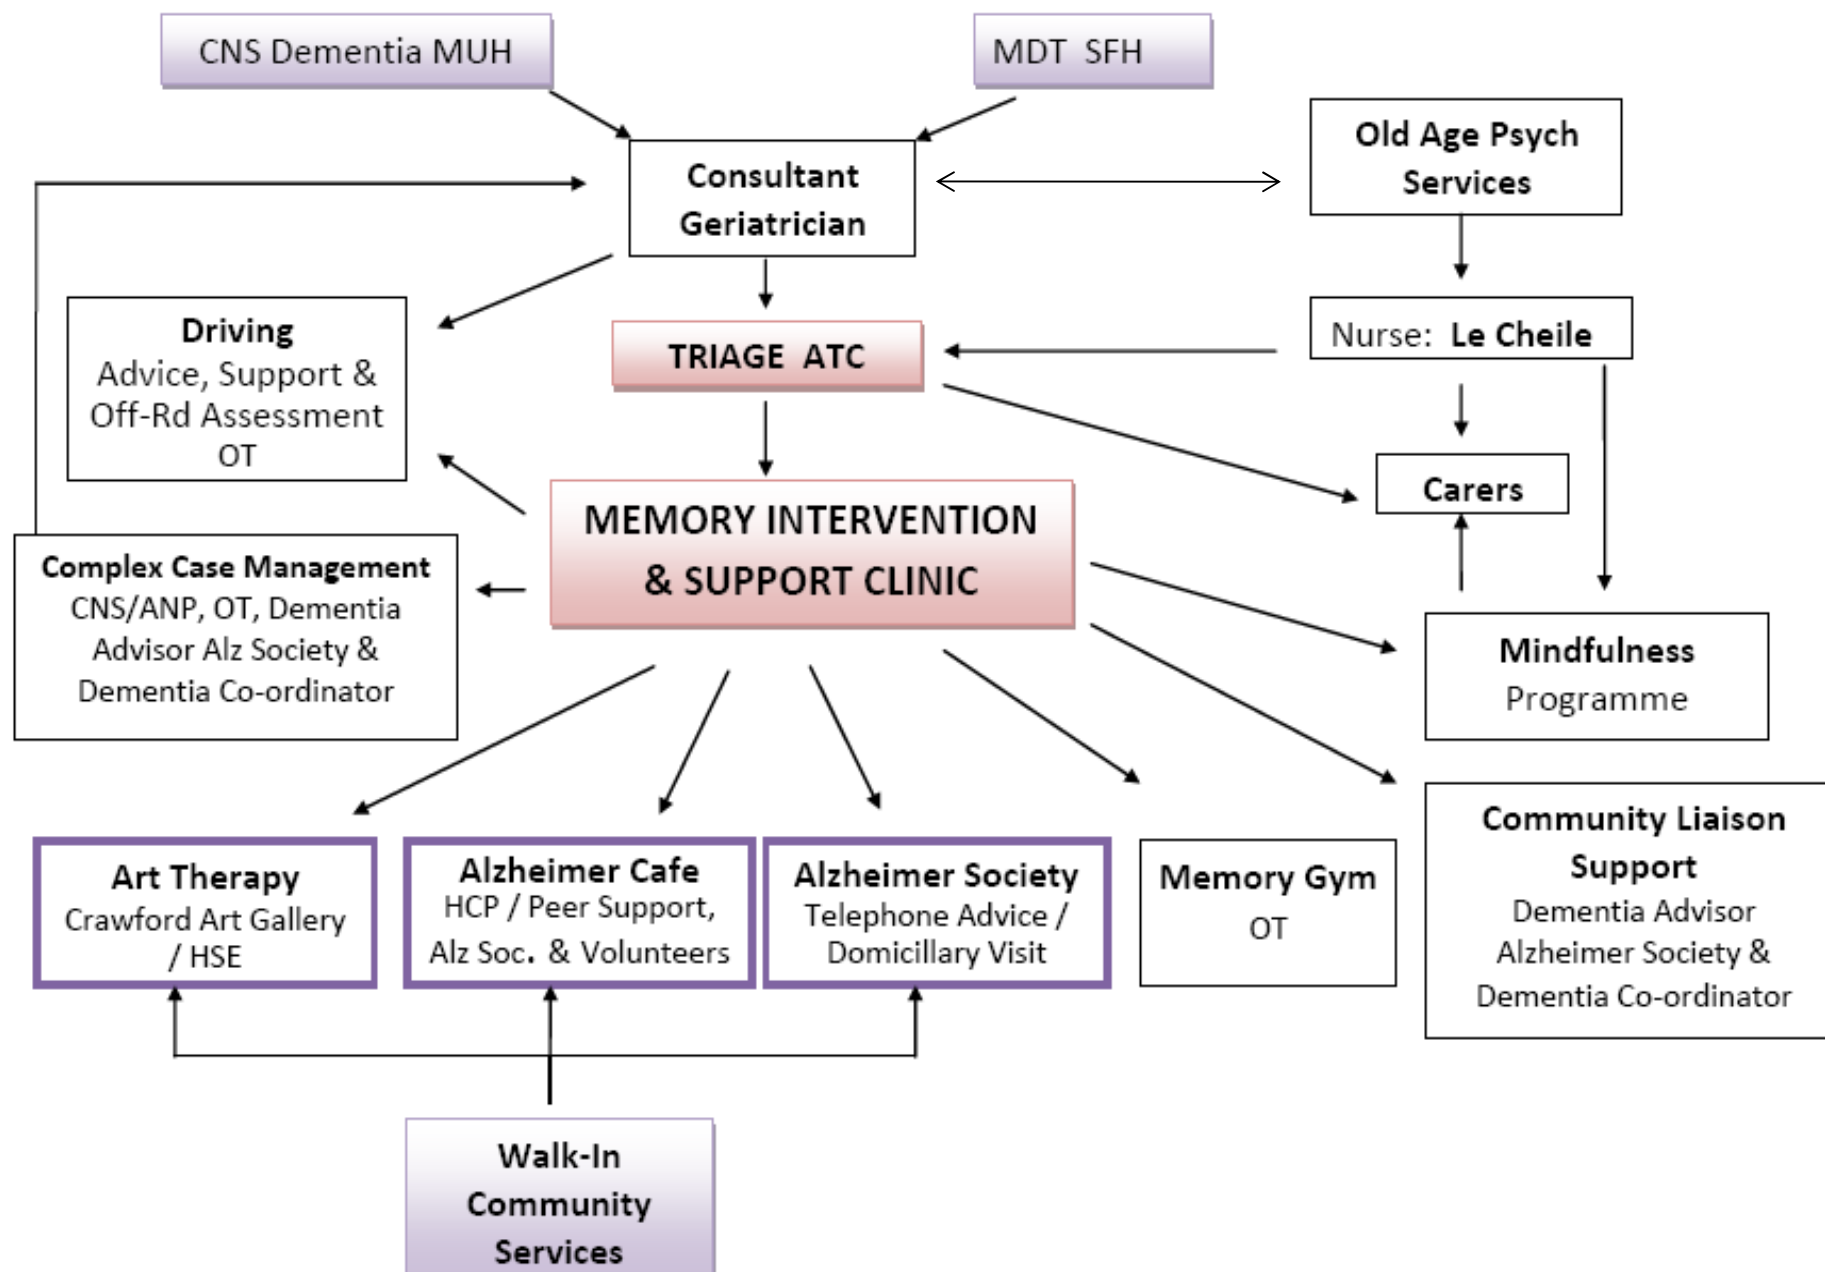 CNS Dementia MUH
MDT SFH
Old Age Psych
Services
Consultant
Geriatrician
Driving
Advice, Support &
Off-Rd Assessment
OT
TRIAGE ATC
Nurse: Le Cheile
Carers
MEMORY INTERVENTION
& SUPPORT CLINIC
Complex Case Management
CNS/ANP, OT, Dementia
Advisor Alz Society &
Dementia Co-ordinator
Mindfulness
Programme
Art Therapy
Crawford Art Gallery
/ HSE
Alzheimer Cafe
HCP / Peer Support,
Alz Soc. & Volunteers
Alzheimer Society
Telephone Advice /
Domicillary Visit
Memory Gym
OT
Community Liaison
Support
Dementia Advisor
Alzheimer Society &
Dementia Co-ordinator
Walk-In
Community
Services